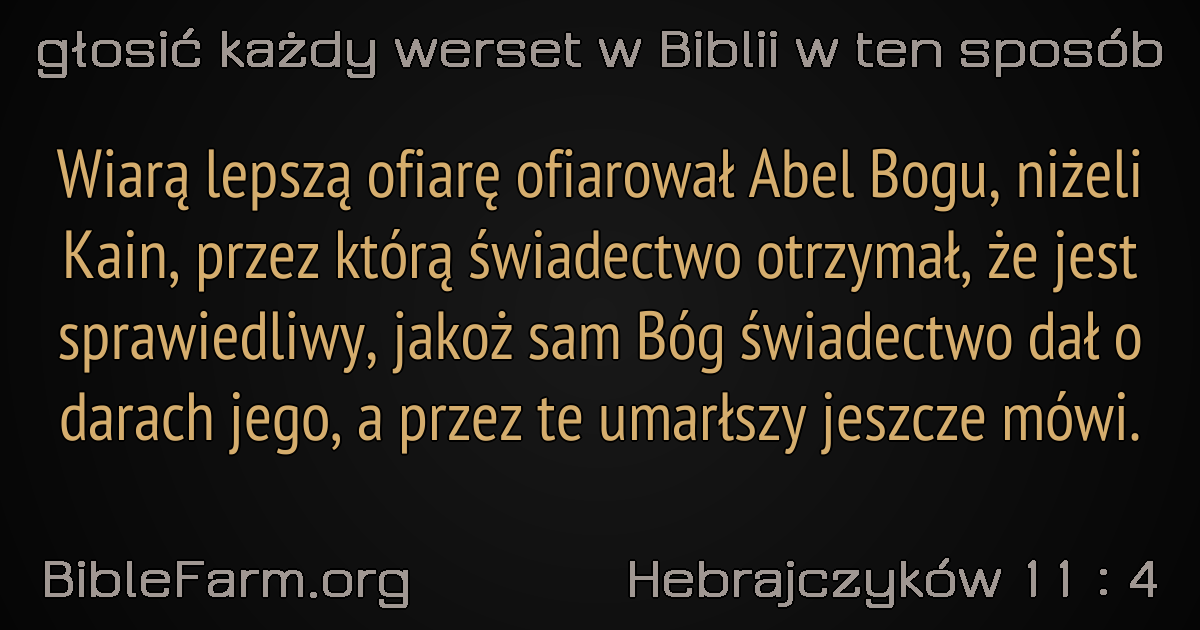 głosić każdy werset w Biblii w ten sposób
Wiarą lepszą ofiarę ofiarował Abel Bogu, niżeli
Kain, przez którą świadectwo otrzymał, że jest
sprawiedliwy, jakoż sam Bóg świadectwo dał o
darach jego, a przez te umarłszy jeszcze mówi.
BibleFarm.org
Hebrajczyków 11 : 4